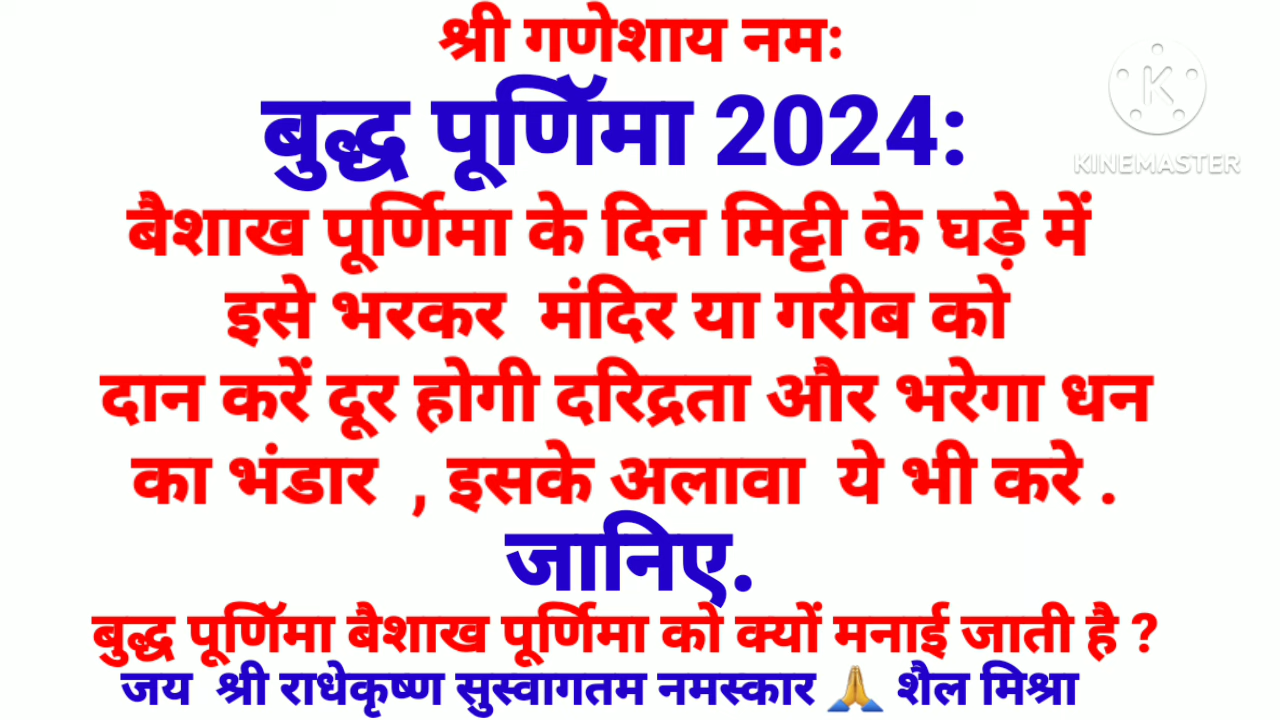 श्री गणेशाय नमः
बुद्ध पूर्णिॅमा 2024:
KINEMASTER
बैशाख पूर्णिमा के दिन मिट्टी के घड़े में
इसे भरकर मंदिर या गरीब को
दान करें दूर होगी दरिद्रता और भरेगा धन
का भंडार , इसके अलावा ये भी करे .
जानिए.
बुद्ध पूर्णिॅमा बैशाख पूर्णिमा को क्यों मनाई जाती है ?
जय श्री राधेकृष्ण सुस्वागतम नमस्कार 🙏 शैल मिश्रा